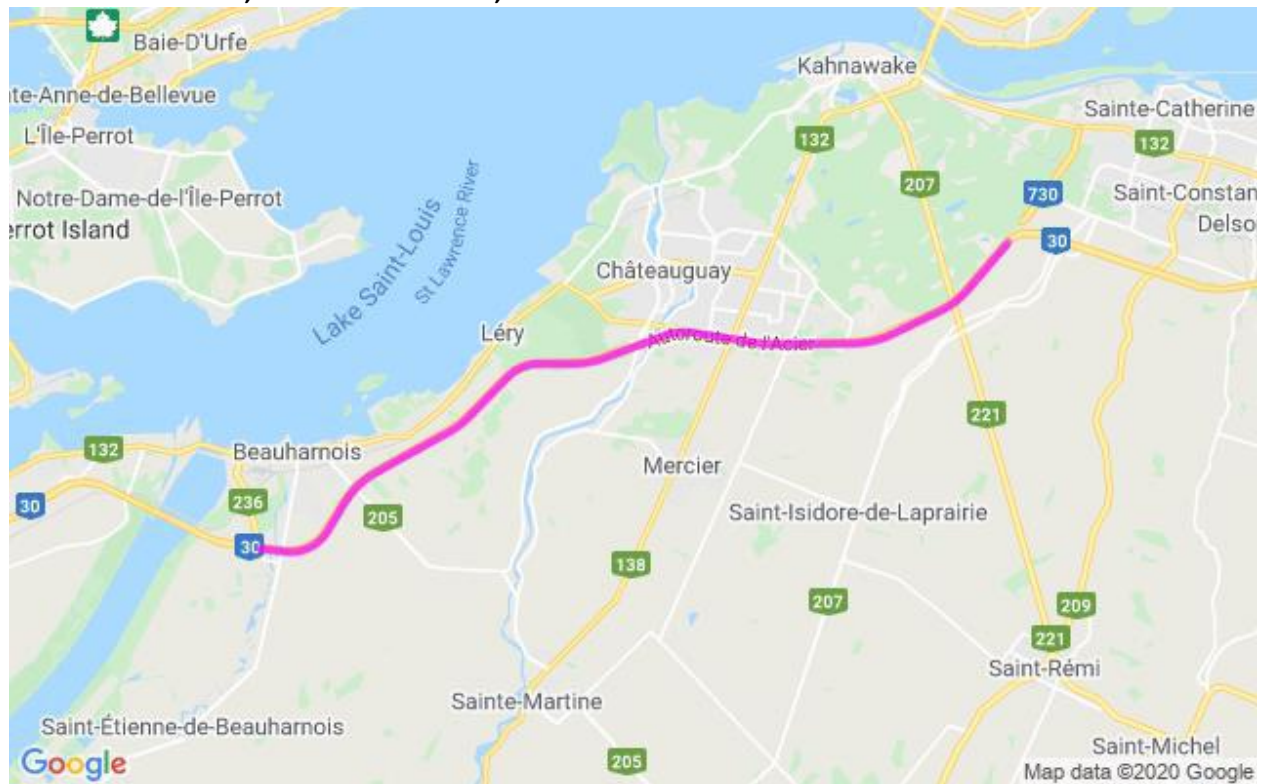 Baie-D'Urfe
Kahnawake
te-Anne-de-Bellevue
Sainte-Catherine
L'Île-Perrot
132
132
207
Notre-Dame-de-l'Île-Perrot
730
Saint-Constan
errot Island
Delso
30
Lake Saint-Louis
St Lawrence River
Châteauguay
Léry
Autoroute de l'Acier
221
132
Beauharnois
Mercier
30
236
205
Saint-Isidore-de-Laprairie
30
138
207
209
221
Saint-Rémi
Sainte-Martine
Saint-Étienne-de-Beauharnois
Saint-Michel
Google
205
Map data ©2020 Google